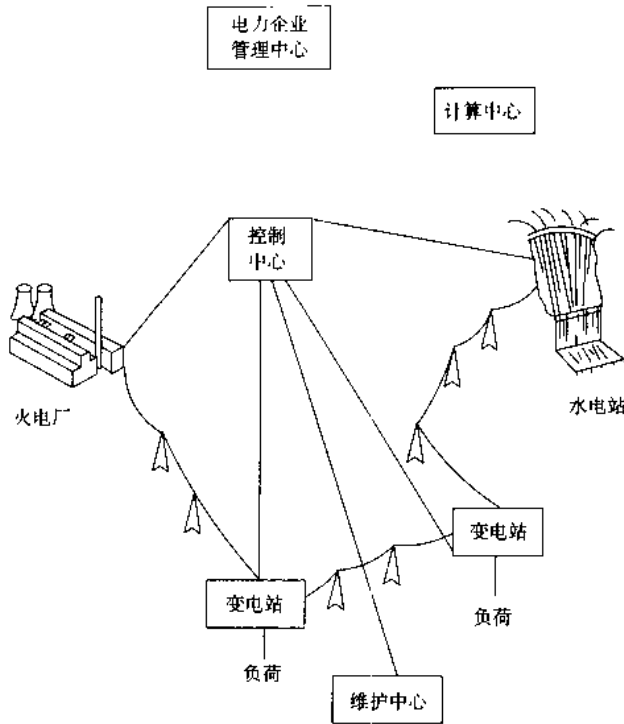 电力企业
管理中心
计算中心
控制
中心
火电厂
水电站
变电站
变电站
负荷
负荷
维护中心